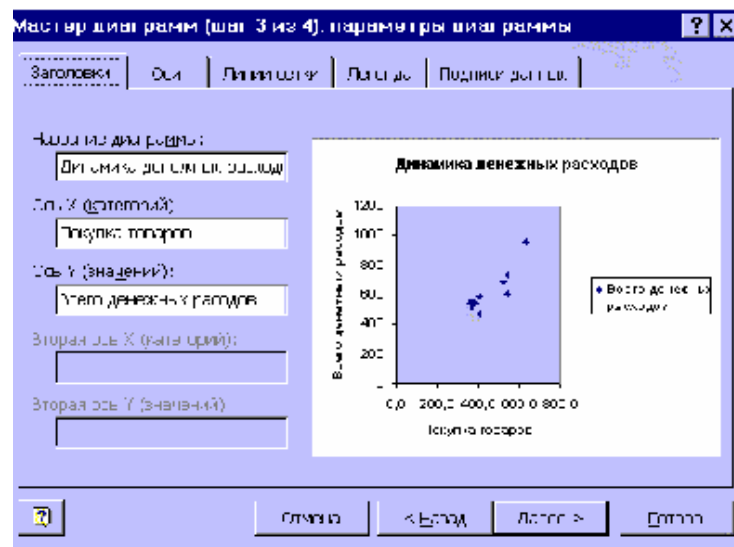 Мастер диаграмм (шаг 3 из 4): параметры диаграммы
Заголовки Оси Линии сетки Легенда Подписи данных
Название диаграммы:
Динамика денежных расходо
Ось X (категорий)
Покупка товаров
Ось Y (значений):
Всего денежных расходов
Вторая ось X (категорий):
Вторая ось Y (значений)
Динамика денежных расходов
Всего денежных расходов
1200
1000
800
600
400
200
0,0 200,0 400,0 600,0 800,0
Покупка товаров
Всего денежных
расходов
Отмена < Назад Далее > Готово